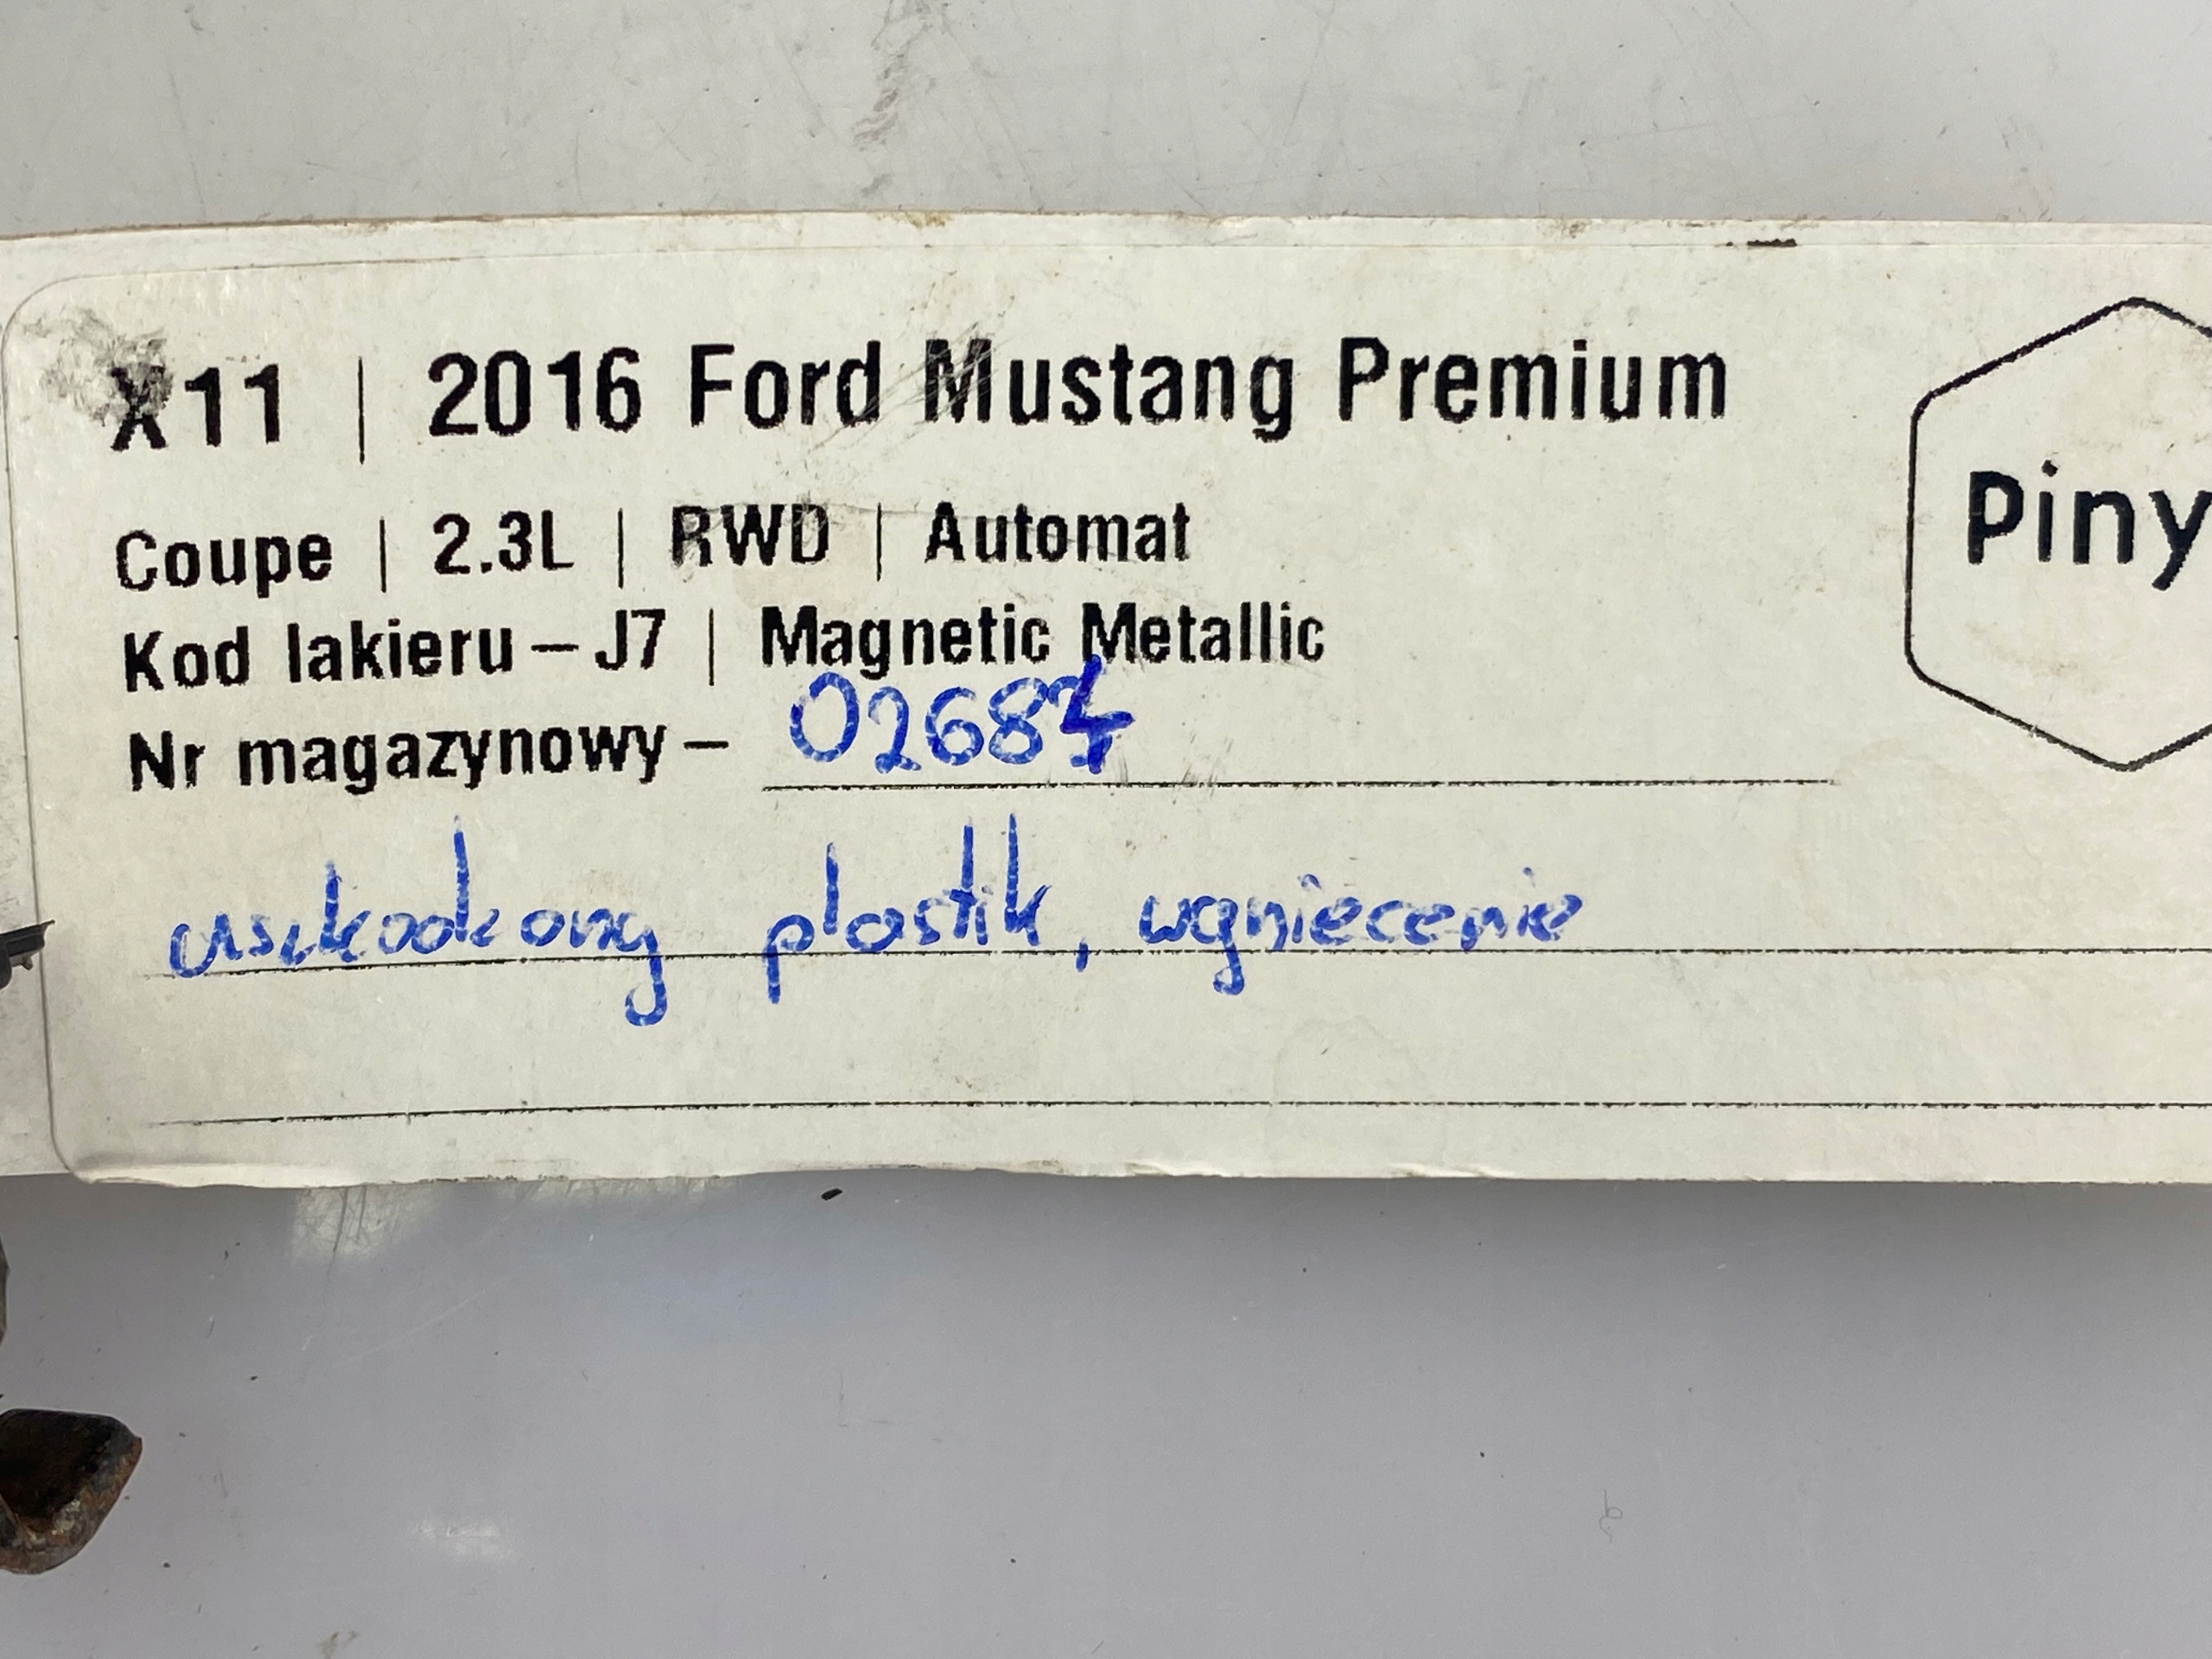 X11 | 2016 Ford Mustang Premium
Coupe | 2.3L | RWD | Automat
Kod lakieru – J7 | Magnetic Metallic
Nr magazynowy –
uszkodzony plastik, wgniecenie
Piny